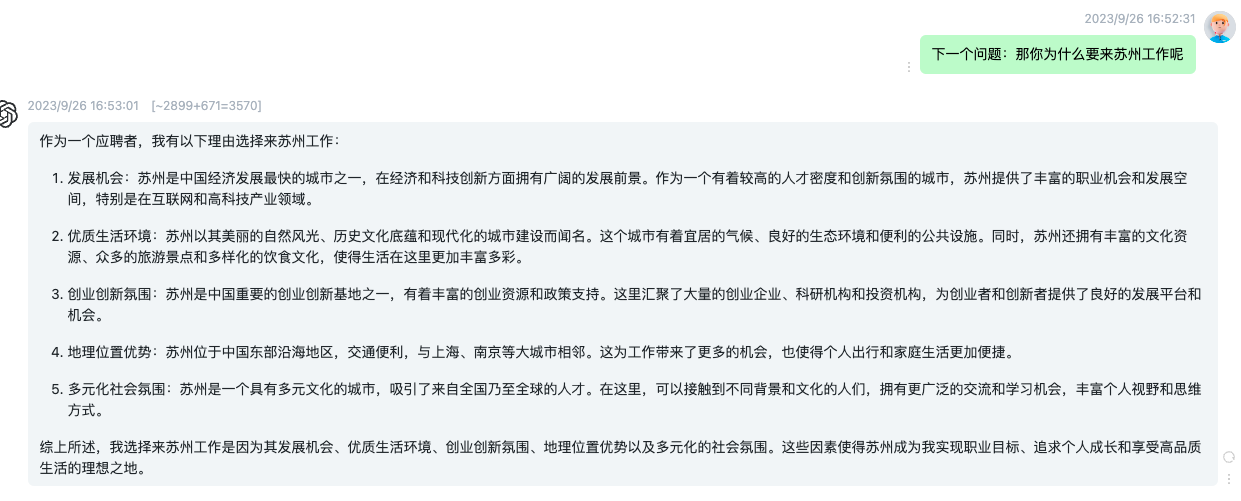 2023/9/26 16:52:31
下一个问题：那你为什么要来苏州工作呢
2023/9/26 16:53:01 [~2899+671=3570]
作为一个应聘者，我有以下理由选择来苏州工作：
1. 发展机会：苏州是中国经济发展最快的城市之一，在经济和科技创新方面拥有广阔的发展前景。作为一个有着较高的人才密度和创新氛围的城市，苏州提供了丰富的职业机会和发展空
间，特别是在互联网和高科技产业领域。
2. 优质生活环境：苏州以其美丽的自然风光、历史文化底蕴和现代化的城市建设而闻名。这个城市有着宜居的气候、良好的生态环境和便利的公共设施。同时，苏州还拥有丰富的文化资
源、众多的旅游景点和多样化的饮食文化，使得生活在这里更加丰富多彩。
3. 创业创新氛围：苏州是中国重要的创业创新基地之一，有着丰富的创业资源和政策支持。这里汇聚了大量的创业企业、科研机构和投资机构，为创业者和创新者提供了良好的发展平台和
机会。
4. 地理位置优势：苏州位于中国东部沿海地区，交通便利，与上海、南京等大城市相邻。这为工作带来了更多的机会，也使得个人出行和家庭生活更加便捷。
5. 多元化社会氛围：苏州是一个具有多元文化的城市，吸引了来自全国乃至全球的人才。在这里，可以接触到不同背景和文化的人们，拥有更广泛的交流和学习机会，丰富个人视野和思维
方式。
综上所述，我选择来苏州工作是因为其发展机会、优质生活环境、创业创新氛围、地理位置优势以及多元化的社会氛围。这些因素使得苏州成为我实现职业目标、追求个人成长和享受高品质
生活的理想之地。